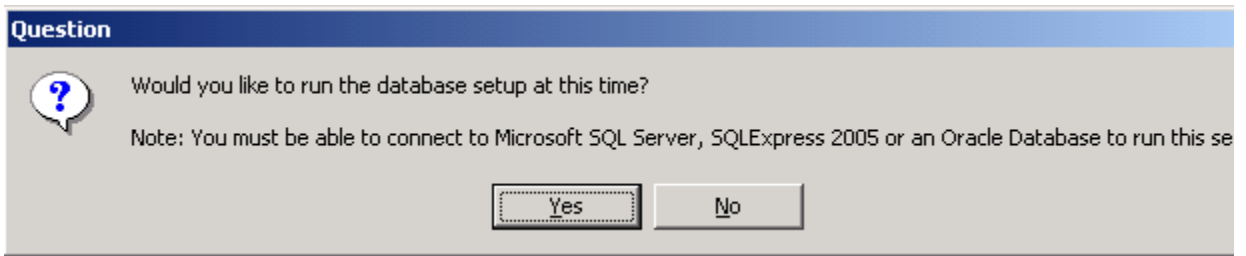 Question
?
Would you like to run the database setup at this time?
Note: You must be able to connect to Microsoft SQL Server, SQLExpress 2005 or an Oracle Database to run this se
Yes No